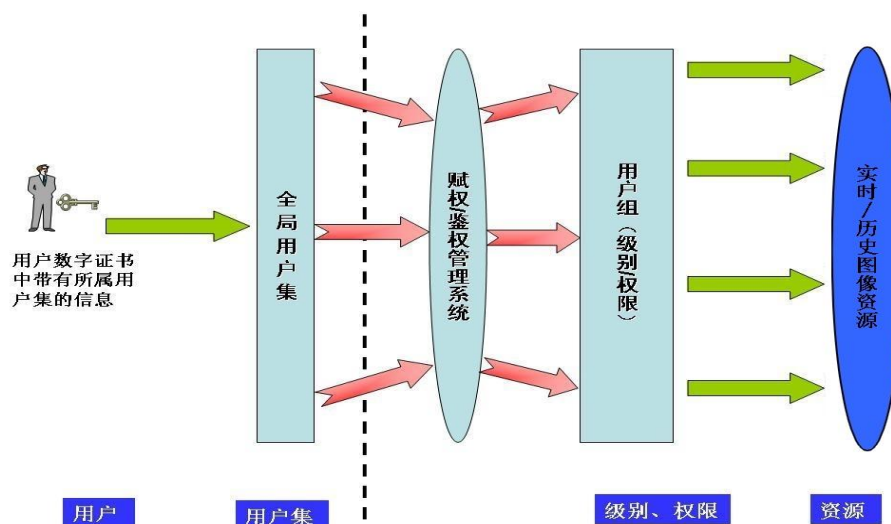 用户数字证书
中带有所属用
户集的信息
全局用户集
赋权/鉴权管理系统
用户组（级别/权限）
实时/历史图像资源
用户
用户集
级别、权限
资源